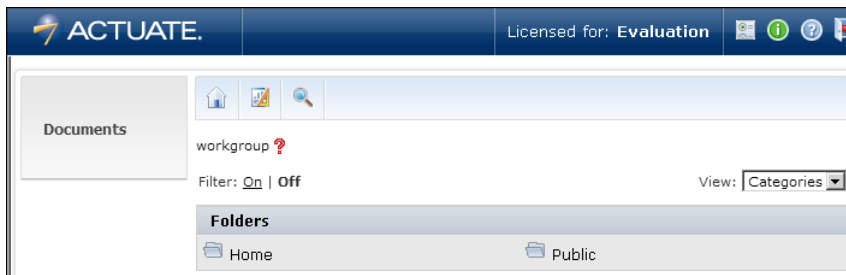 ACTUATE.
Licensed for: Evaluation
Documents
workgroup ?
Filter: On | Off
View: Categories
Folders
Home
Public